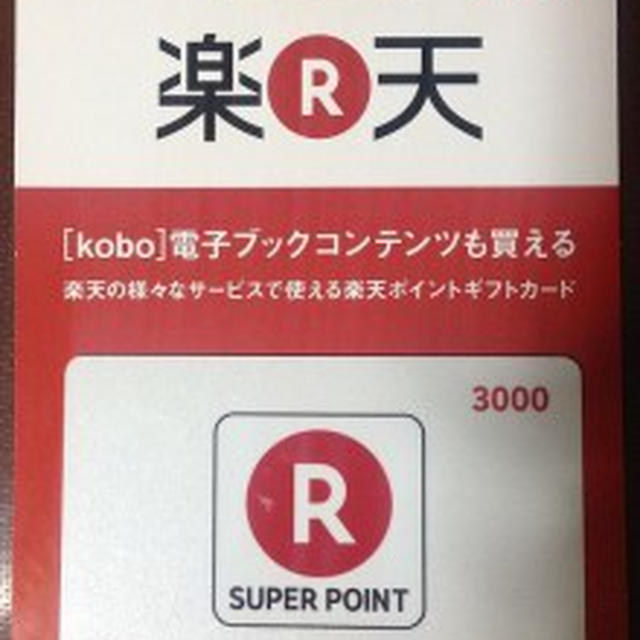 楽R天
[kobo]電子ブックコンテンツも買える
楽天の様々なサービスで使える楽天ポイントギフトカード
3000
R
SUPER POINT